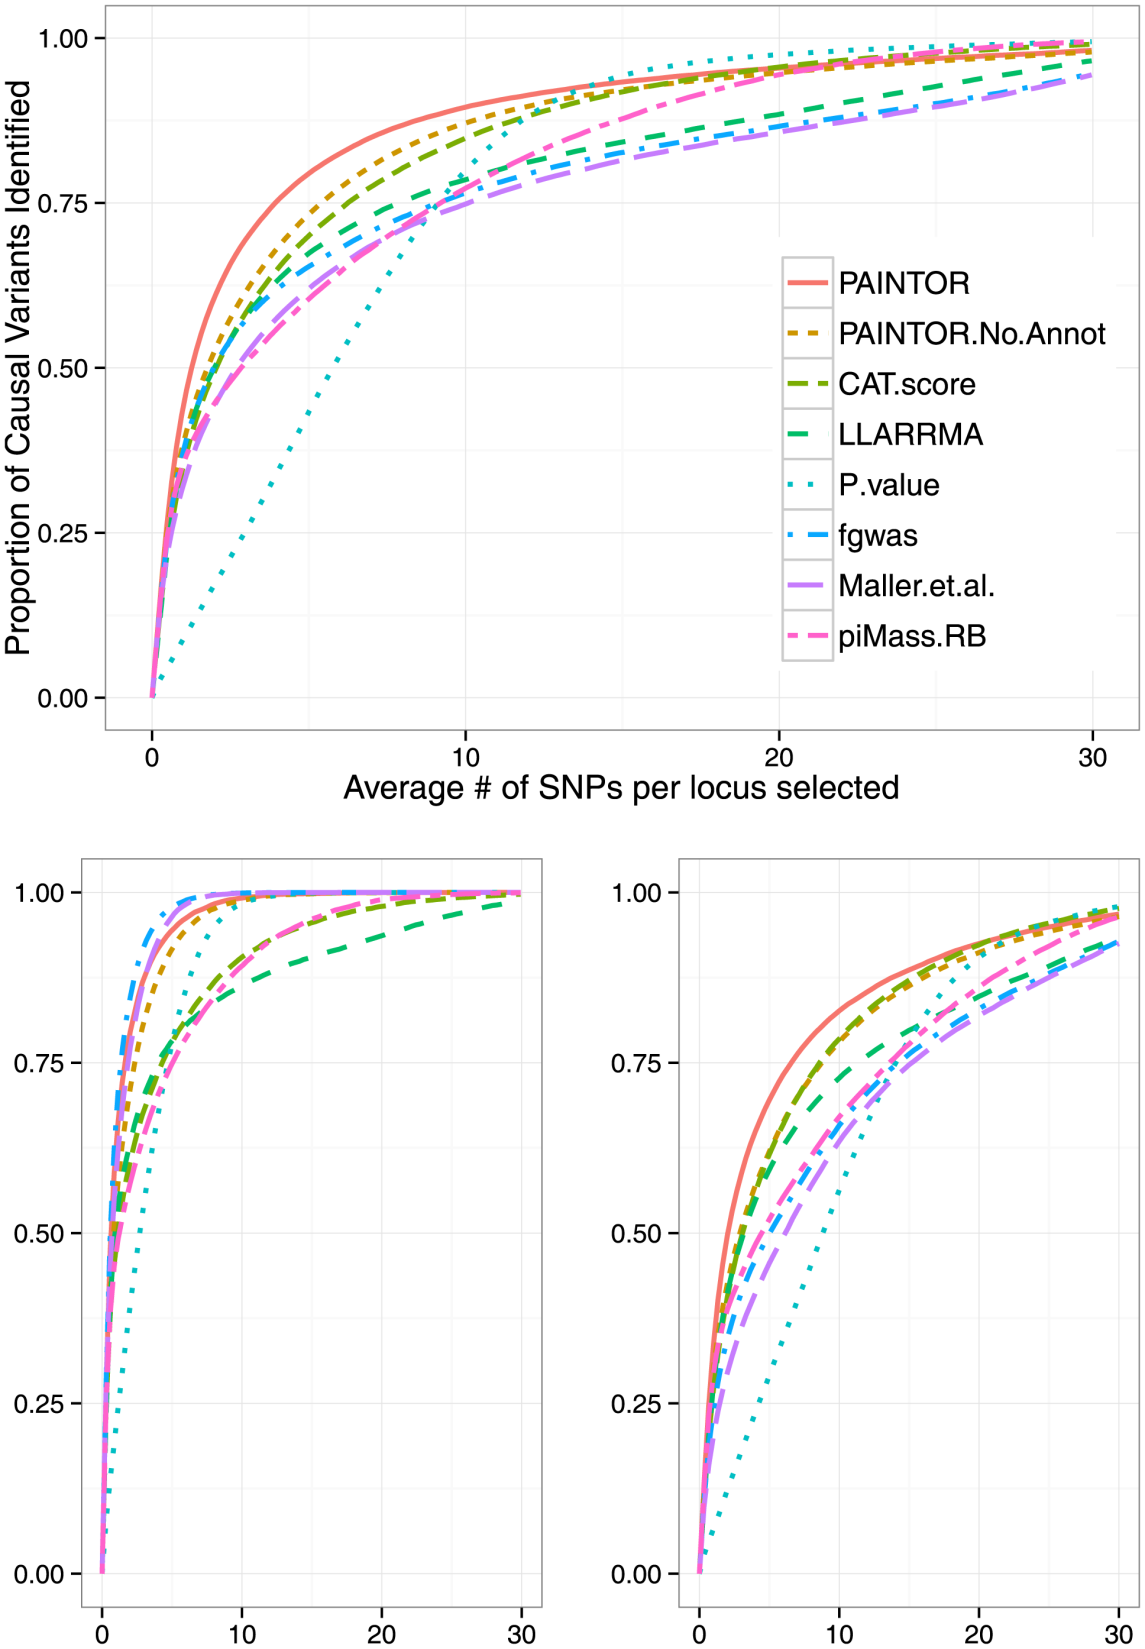 1.00
0.75
0.50
0.25
0.00
Proportion of Causal Variants Identified
PAINTOR
PAINTOR.No.Annot
CAT.score
LLARRMA
P.value
fgwas
Maller.et.al.
piMass.RB
0 10 20 30
Average # of SNPs per locus selected
1.00
0.75
0.50
0.25
0.00
0 10 20 30
1.00
0.75
0.50
0.25
0.00
0 10 20 30